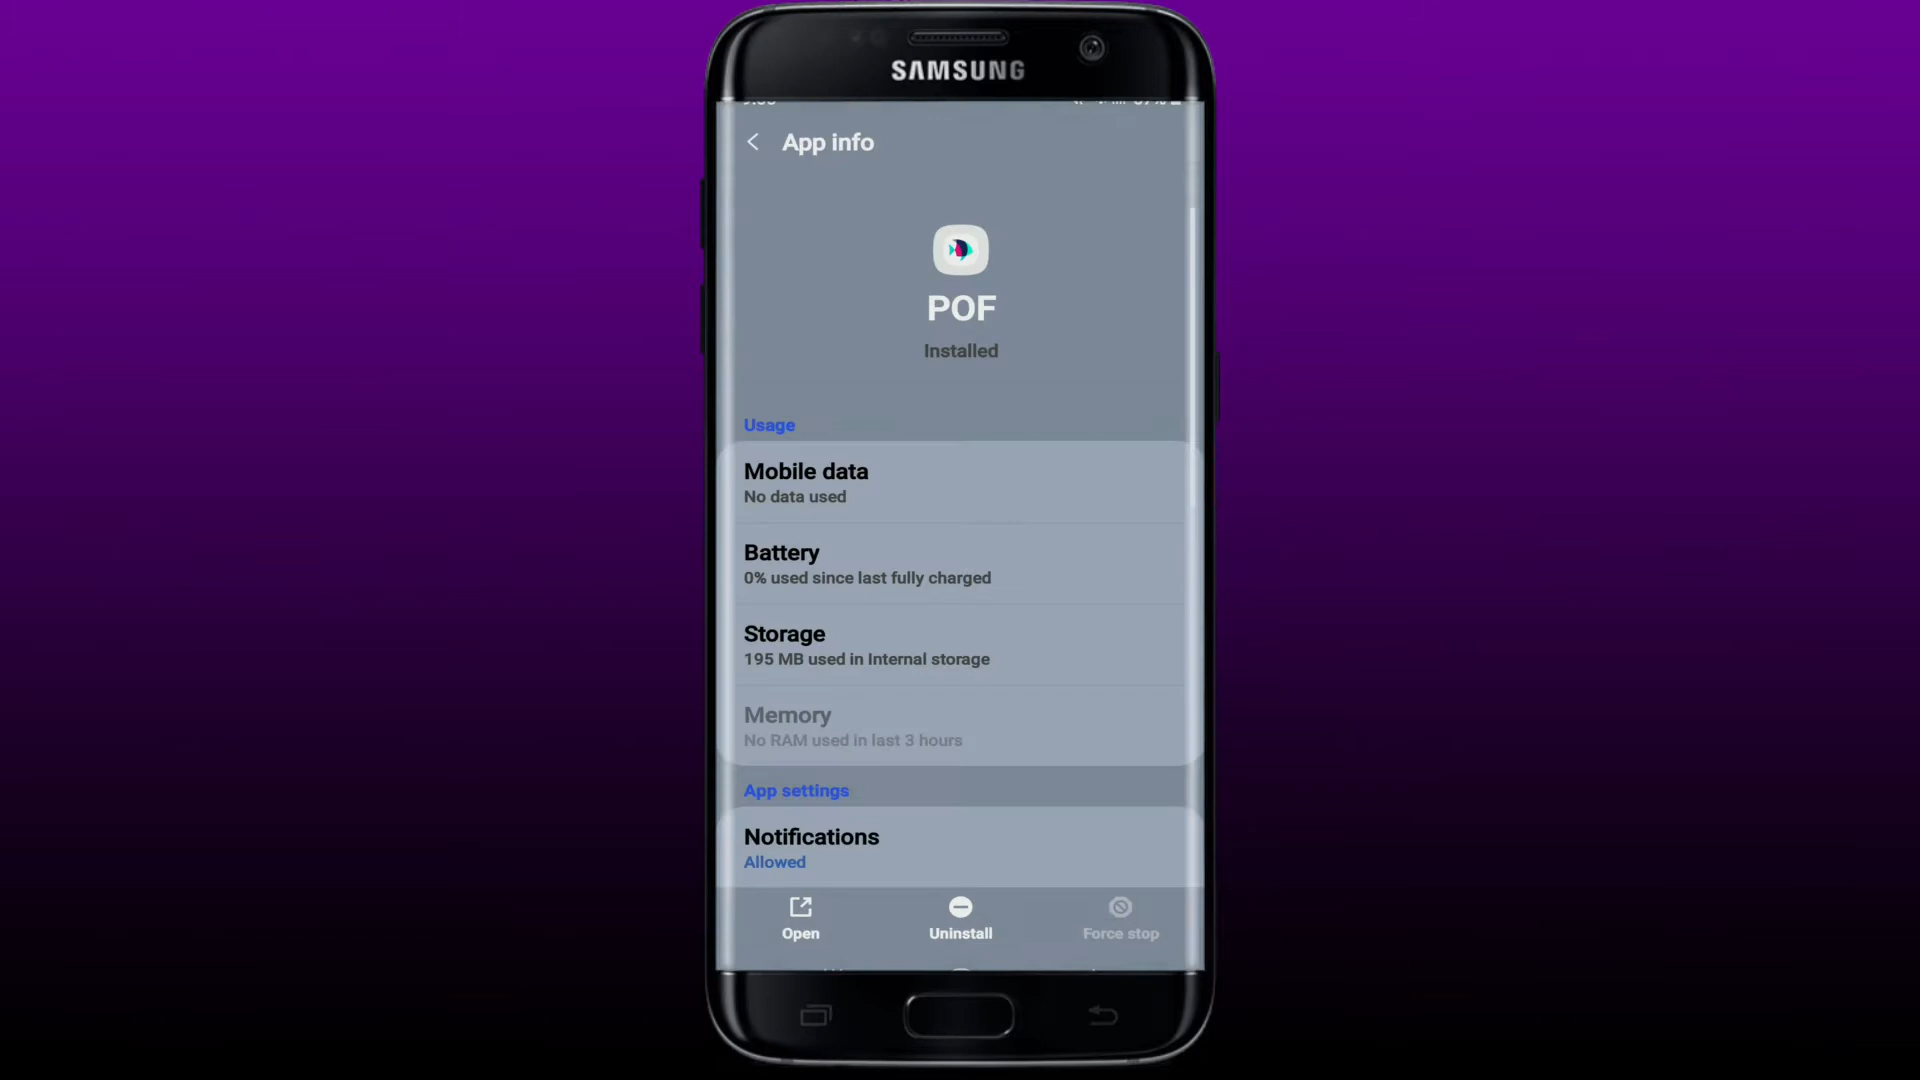 SAMSUNG
App info
POF
Installed
Usage
Mobile data
No data used
Battery
0% used since last fully charged
Storage
195 MB used in Internal storage
Memory
No RAM used in last 3 hours
App settings
Notifications
Allowed
Open
Uninstall
Force stop